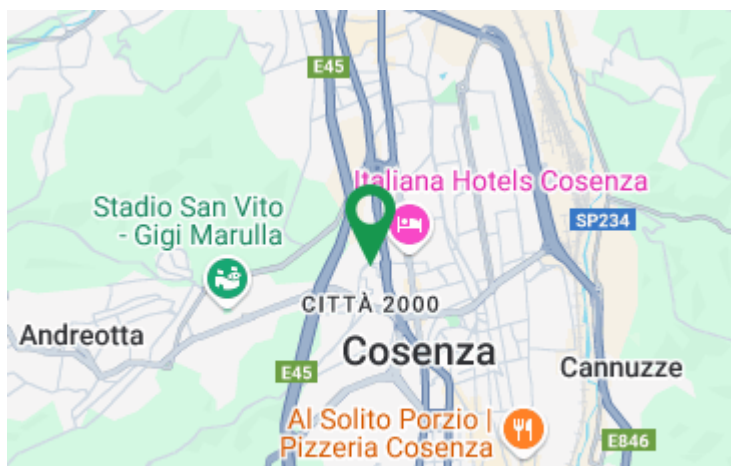 E45
Italiana Hotels Cosenza
Stadio San Vito
- Gigi Marulla
SP234
CITTÀ 2000
Andreotta
Cosenza
Cannuzze
E45
Al Solito Porzio |
Pizzeria Cosenza
E846